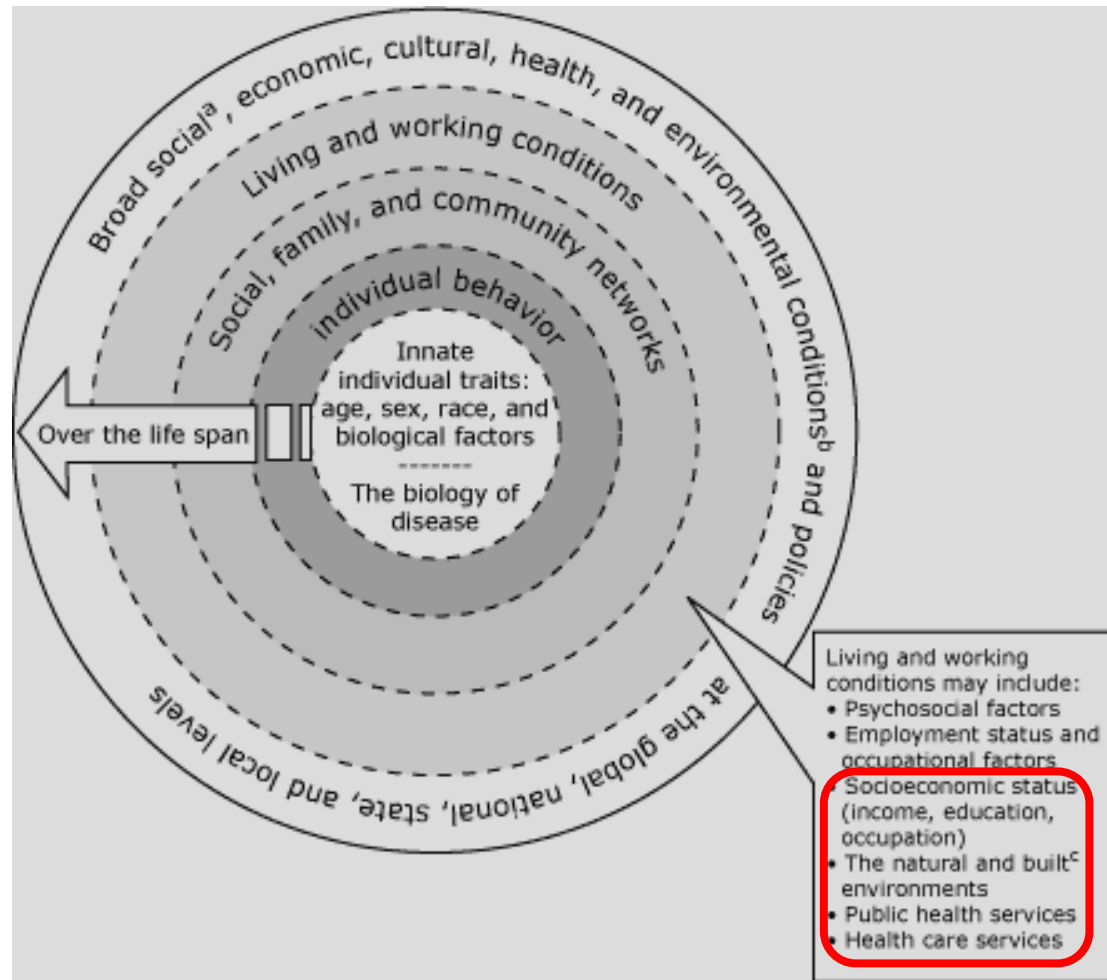 Broad socialᵃ, economic, cultural, health, and environmental conditionsᵇ and policies
at the global, national, state, and local levels
Living and working conditions
Social, family, and community networks
individual behavior
Innate
individual traits:
age, sex, race, and
biological factors
-------
The biology of
disease
Over the life span
Living and working
conditions may include:
• Psychosocial factors
• Employment status and
occupational factors
• Socioeconomic status
(income, education,
occupation)
• The natural and builtᶜ
environments
• Public health services
• Health care services